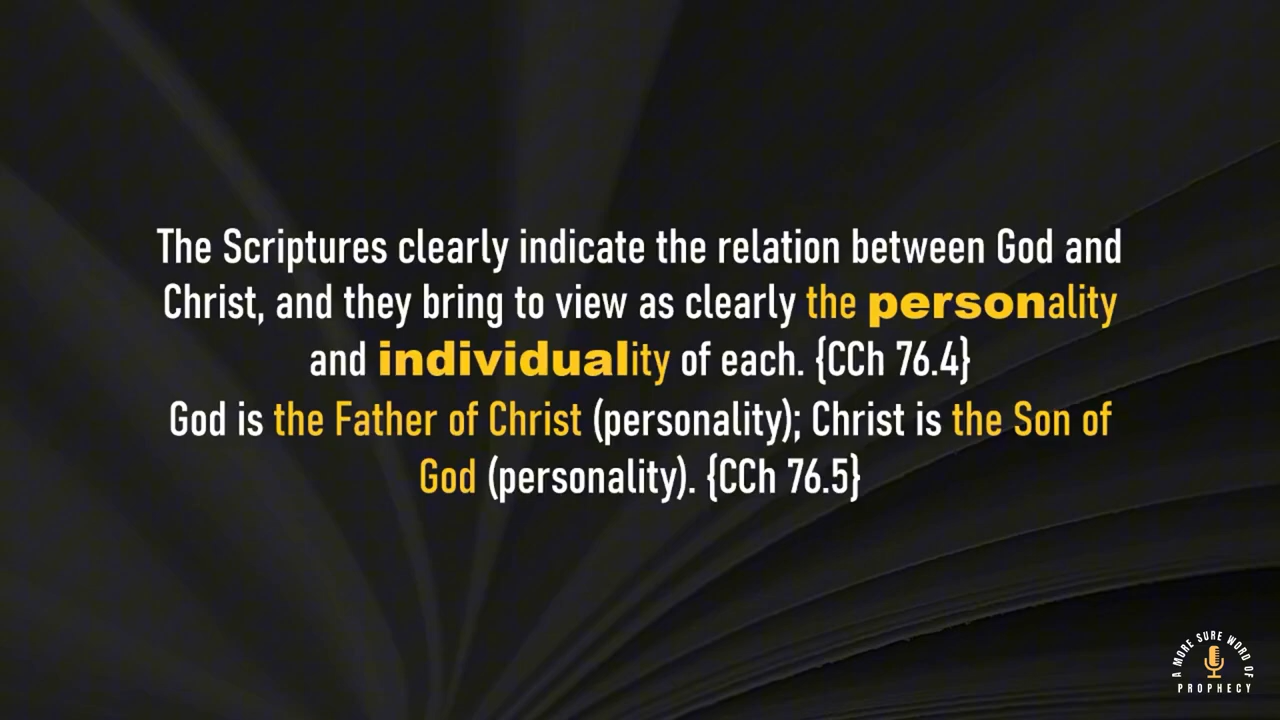 The Scriptures clearly indicate the relation between God and
Christ, and they bring to view as clearly the personality
and individuality of each. {CCh 76.4}
God is the Father of Christ (personality); Christ is the Son of
God (personality). {CCh 76.5}
A MORE SURE WORD OF
PROPHECY